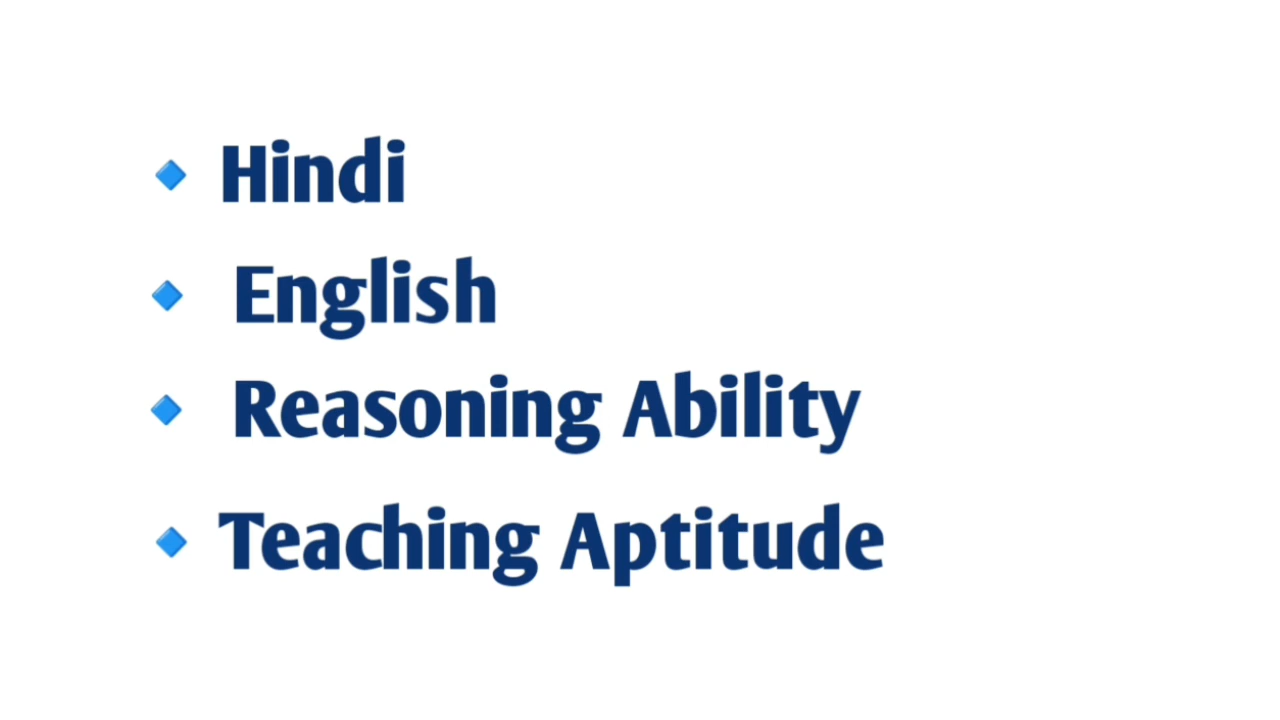 🔹 Hindi
🔹 English
🔹 Reasoning Ability
🔹 Teaching Aptitude